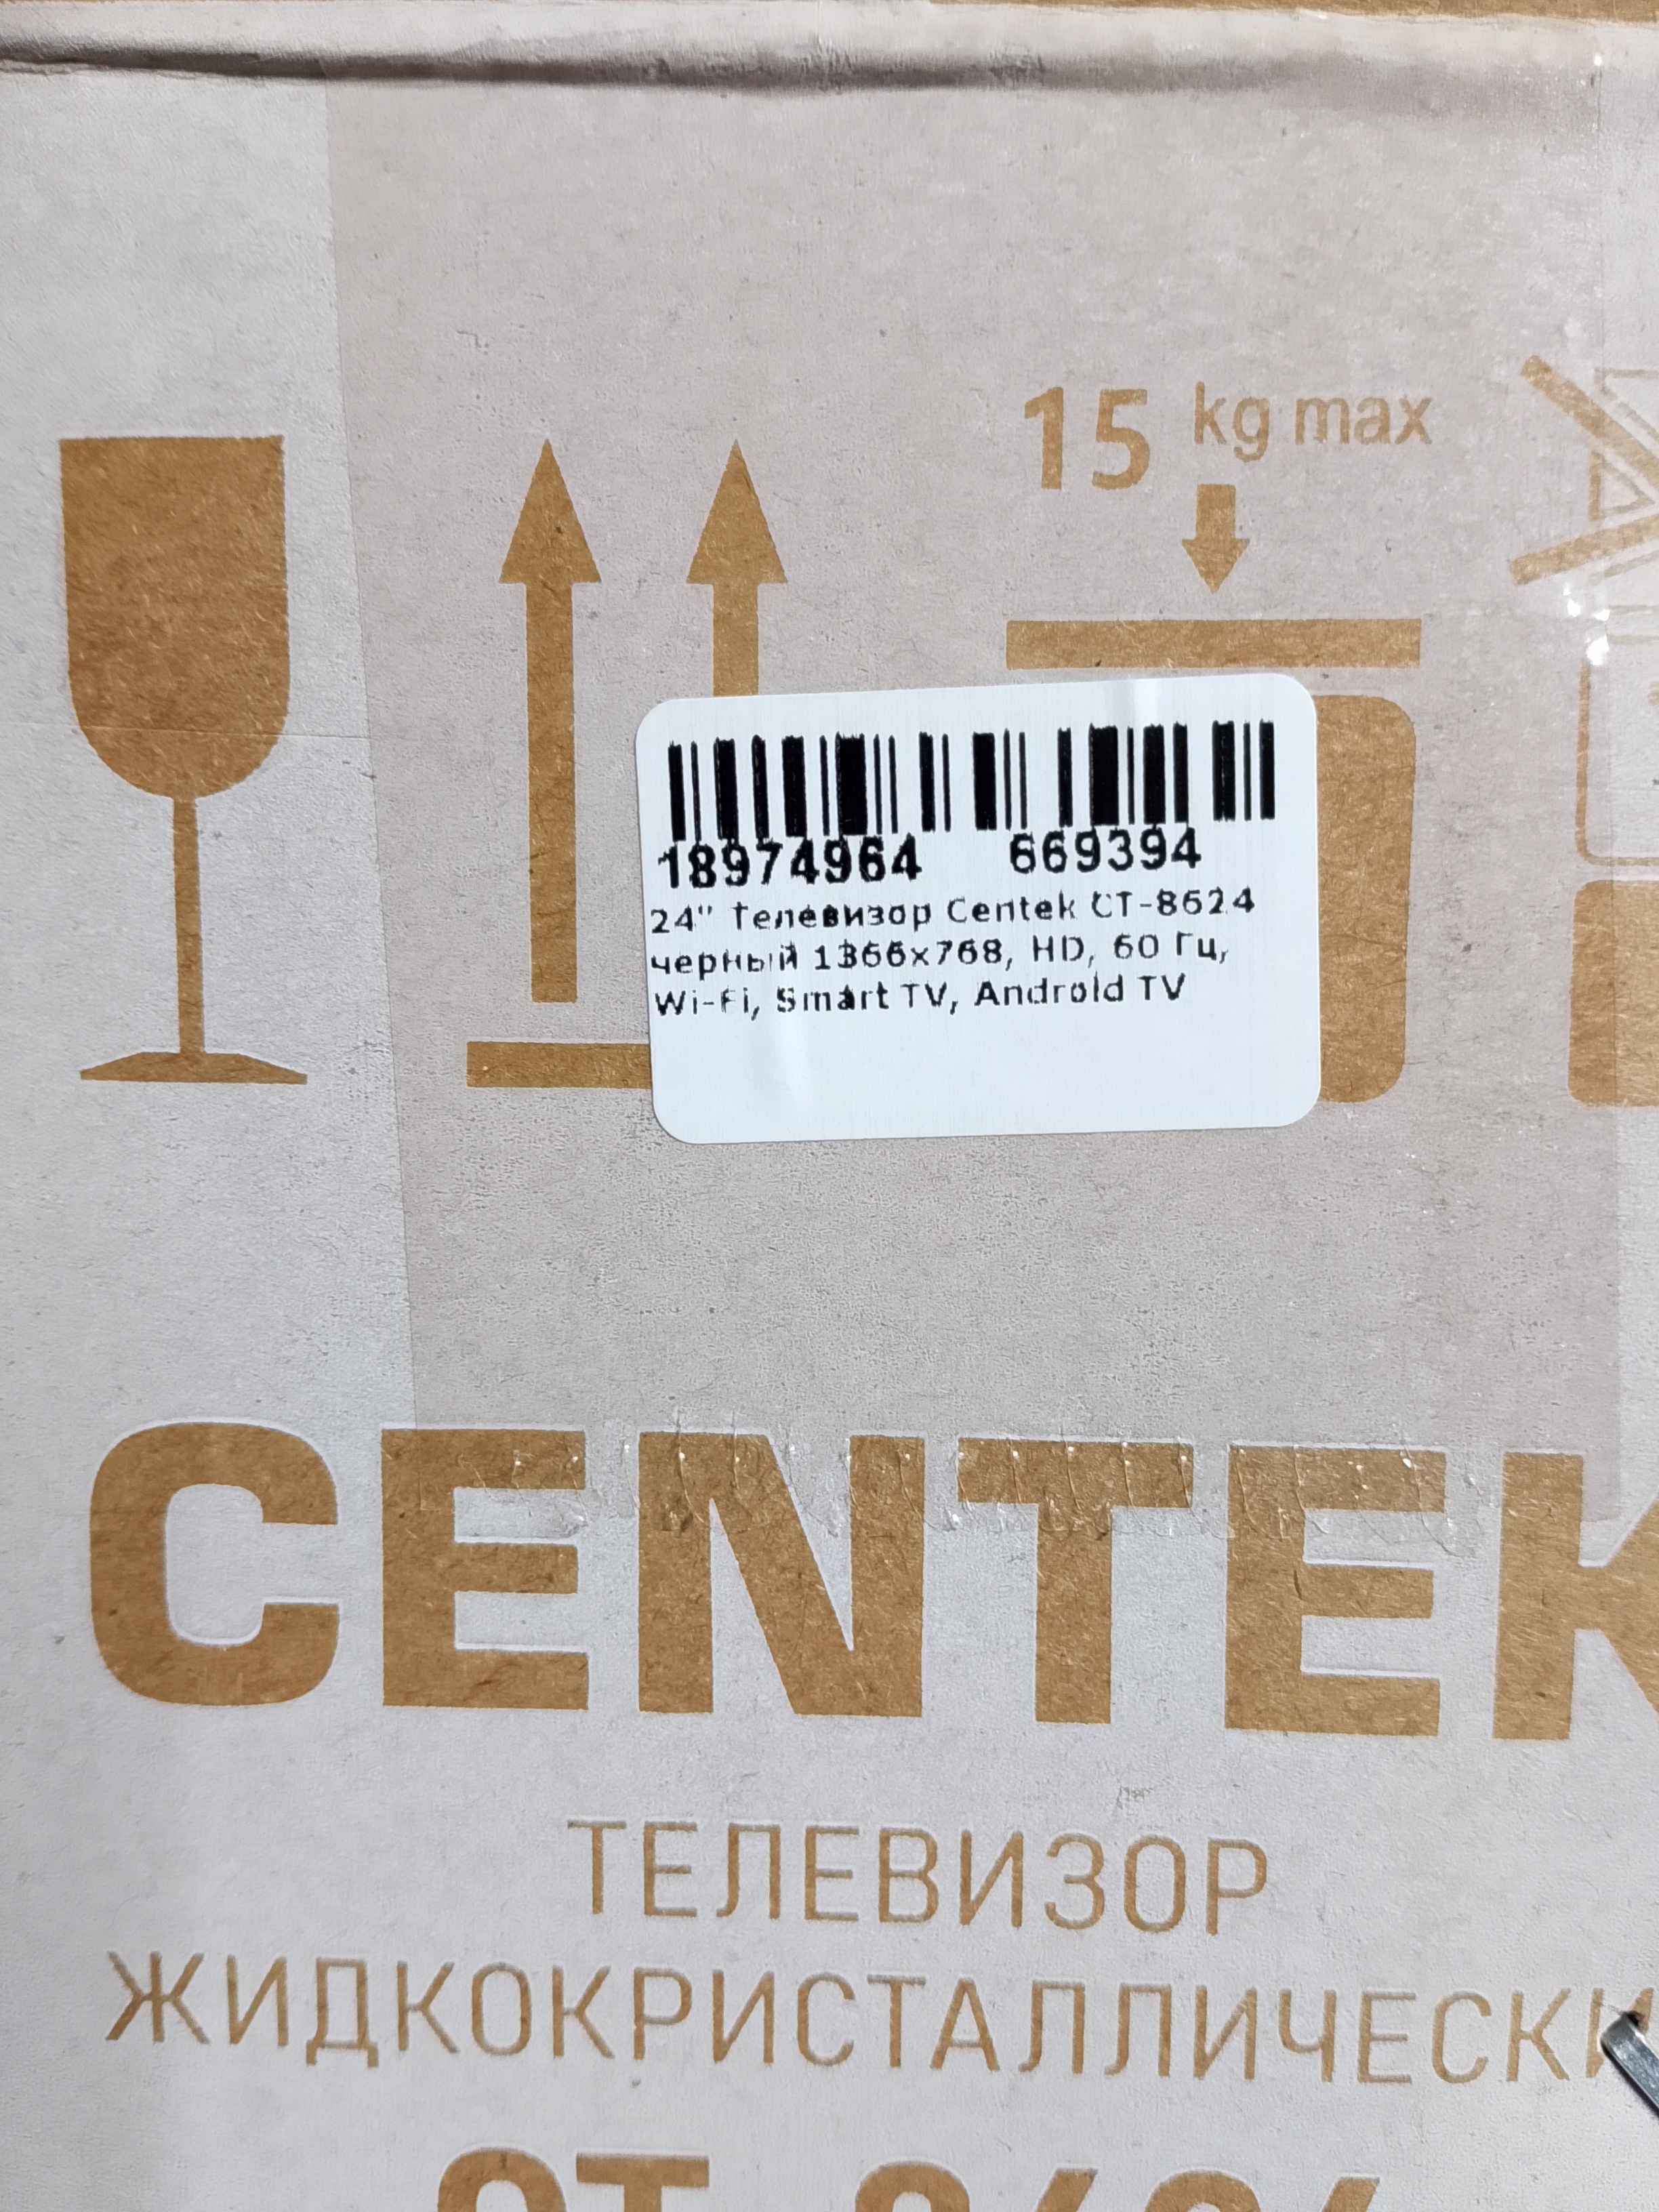 15 kg max
18974964 669394
24" Телевизор Centek CT-8624
черный 1366x768, HD, 60 Гц,
Wi-Fi, Smart TV, Android TV
CENTEK
ТЕЛЕВИЗОР
ЖИДКОКРИСТАЛЛИЧЕСКИ